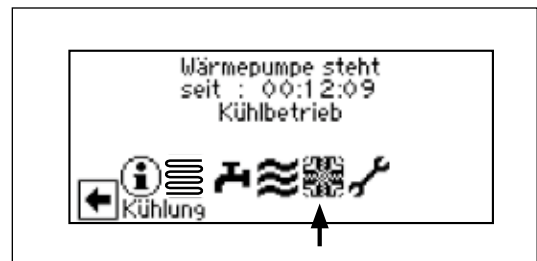 Wärmepumpe steht
seit : 00:12:09
Kühlbetrieb
Kühlung